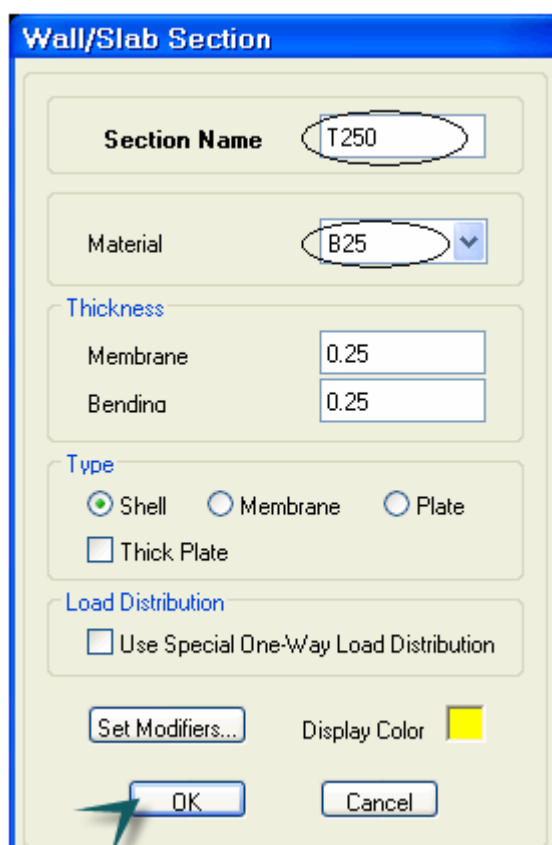 Wall/Slab Section
Section Name T250
Material B25
Thickness
Membrane 0.25
Bending 0.25
Type
Shell Membrane Plate
Thick Plate
Load Distribution
Use Special One-Way Load Distribution
Set Modifiers... Display Color
OK Cancel